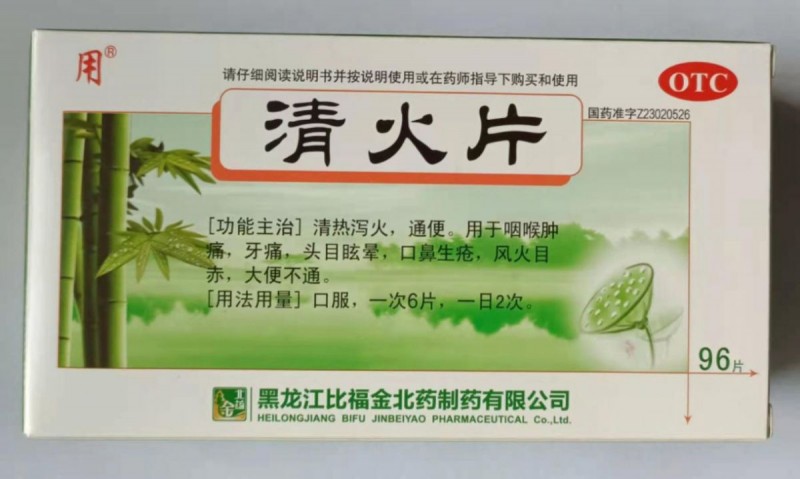 用®
请仔细阅读说明书并按说明使用或在药师指导下购买和使用
OTC
国药准字Z23020526
清火片
[功能主治] 清热泻火，通便。用于咽喉肿
痛，牙痛，头目眩晕，口鼻生疮，风火目
赤，大便不通。
[用法用量] 口服，一次6片，一日2次。
96片
黑龙江比福金北药制药有限公司
HEILONGJIANG BIFU JINBEIYAO PHARMACEUTICAL Co.,Ltd.